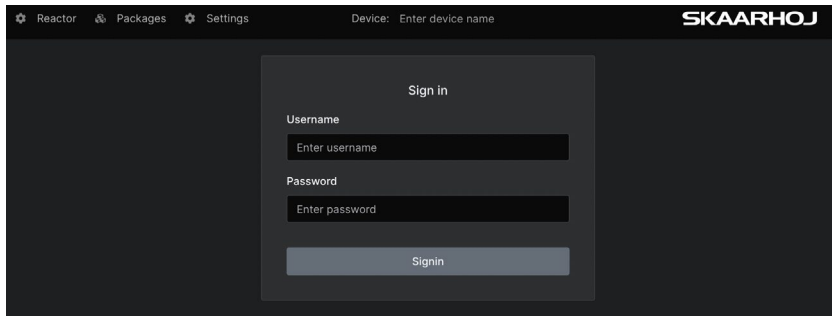 Reactor Packages Settings Device: Enter device name SKAARHOJ
Sign in
Username
Enter username
Password
Enter password
Signin